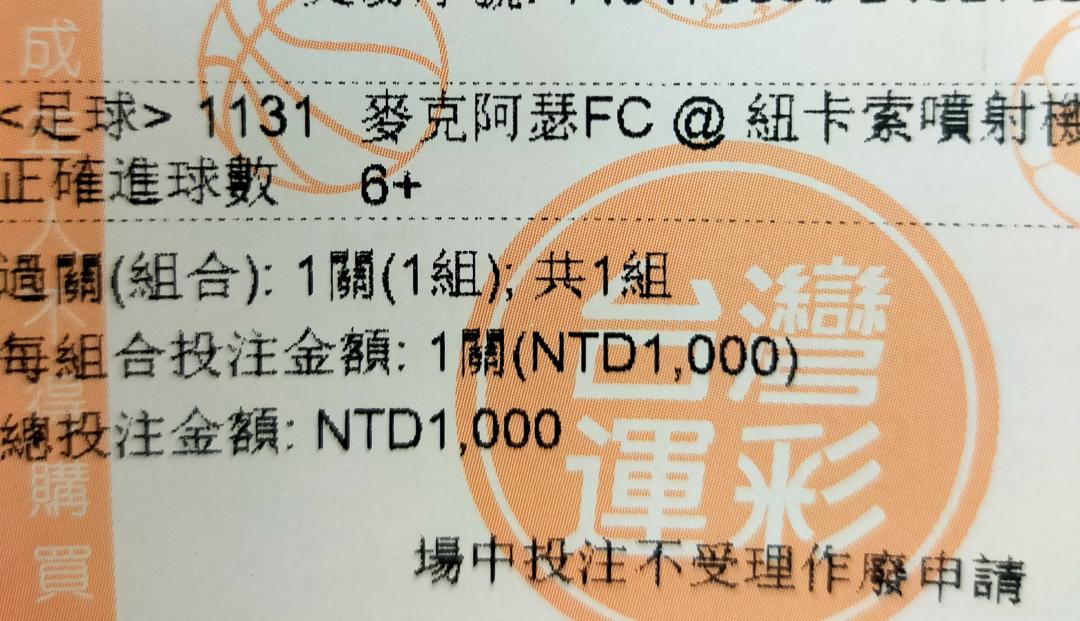 <足球> 1131 麥克阿瑟FC @ 紐卡索噴射機
正確進球數 6+
過關(組合): 1關(1組); 共1組
每組合投注金額: 1關(NTD1,000)
總投注金額: NTD1,000
場中投注不受理作廢申請
台灣
運彩